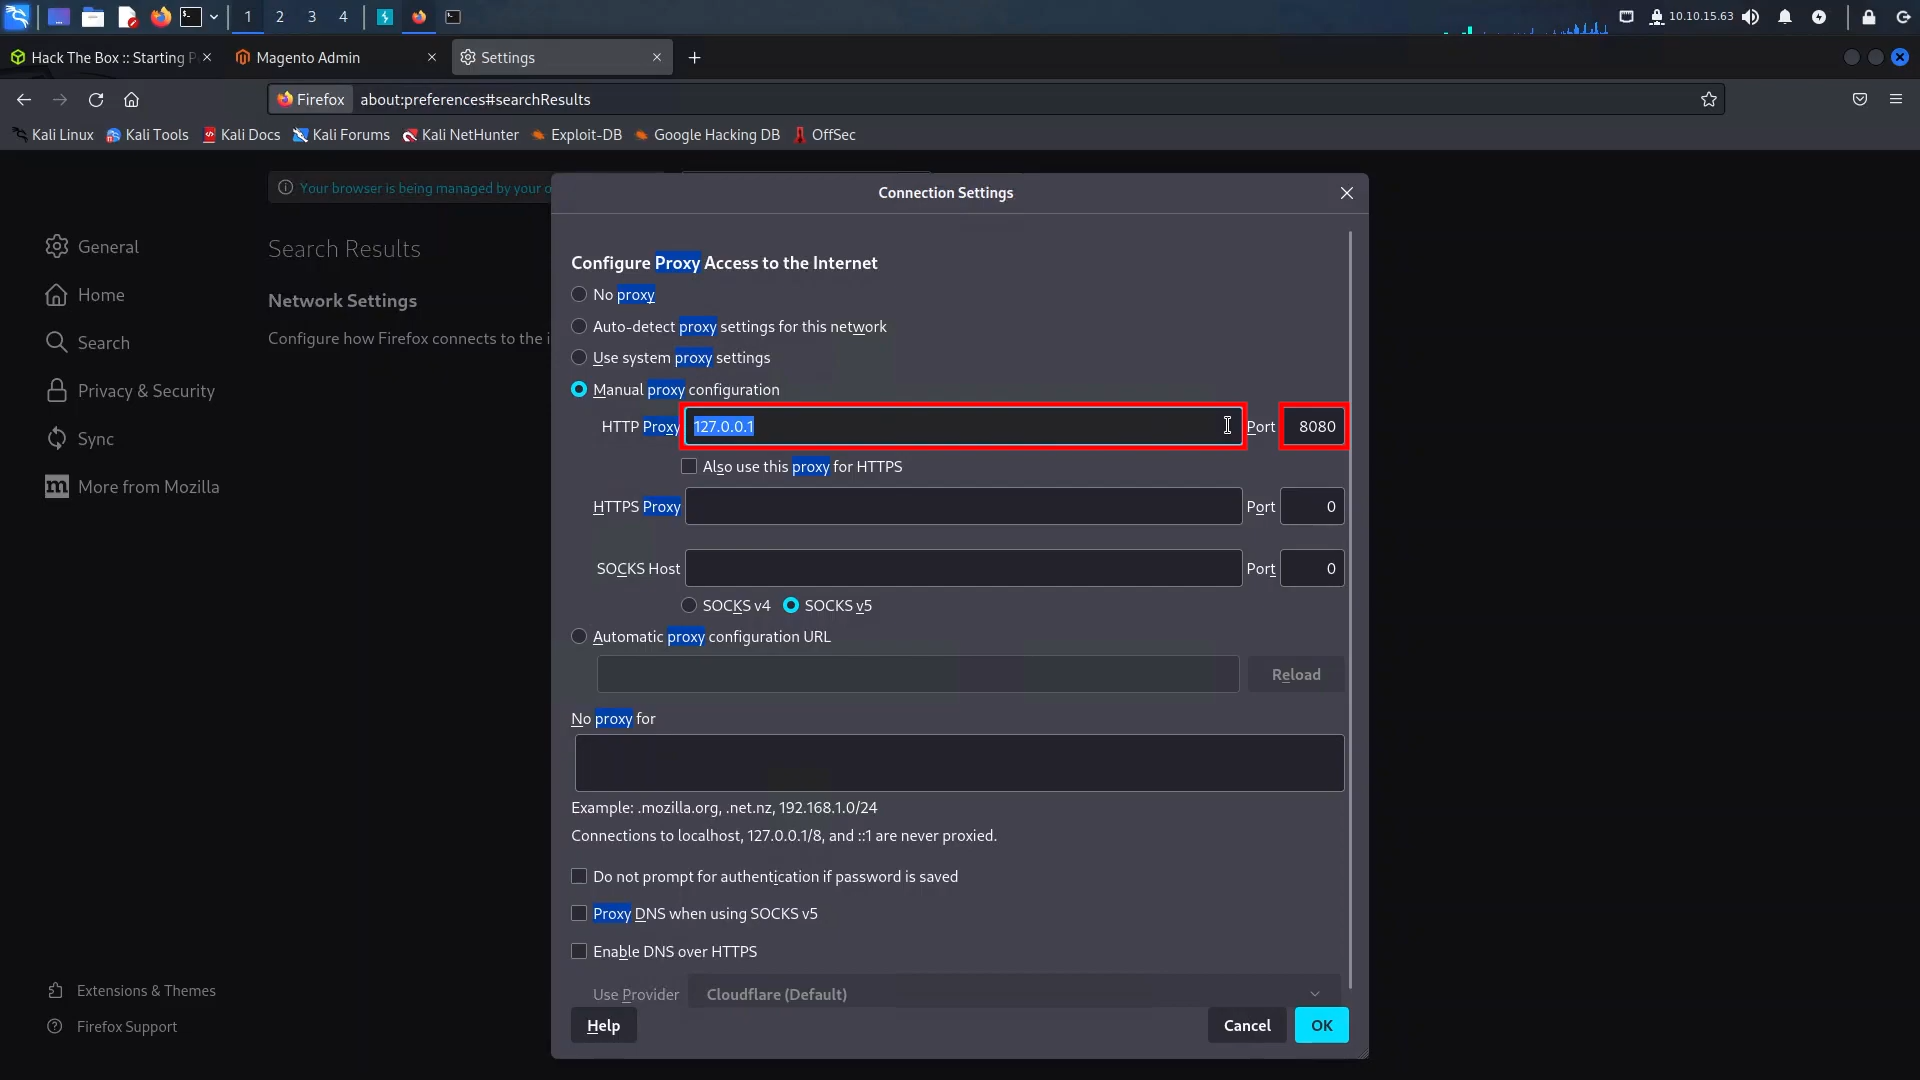 1
2
3
4
10.10.15.63
Hack The Box :: Starting P
Magento Admin
Settings
Firefox
about:preferences#searchResults
Kali Linux
Kali Tools
Kali Docs
Kali Forums
Kali NetHunter
Exploit-DB
Google Hacking DB
OffSec
Your browser is being managed by your o
General
Home
Search
Privacy & Security
Sync
More from Mozilla
Extensions & Themes
Firefox Support
Search Results
Network Settings
Configure how Firefox connects to the i
Connection Settings
Configure Proxy Access to the Internet
No proxy
Auto-detect proxy settings for this network
Use system proxy settings
Manual proxy configuration
HTTP Proxy 127.0.0.1 Port 8080
Also use this proxy for HTTPS
HTTPS Proxy Port 0
SOCKS Host Port 0
SOCKS v4 SOCKS v5
Automatic proxy configuration URL
Reload
No proxy for
Example: .mozilla.org, .net.nz, 192.168.1.0/24
Connections to localhost, 127.0.0.1/8, and ::1 are never proxied.
Do not prompt for authentication if password is saved
Proxy DNS when using SOCKS v5
Enable DNS over HTTPS
Use Provider Cloudflare (Default)
Help
Cancel
OK